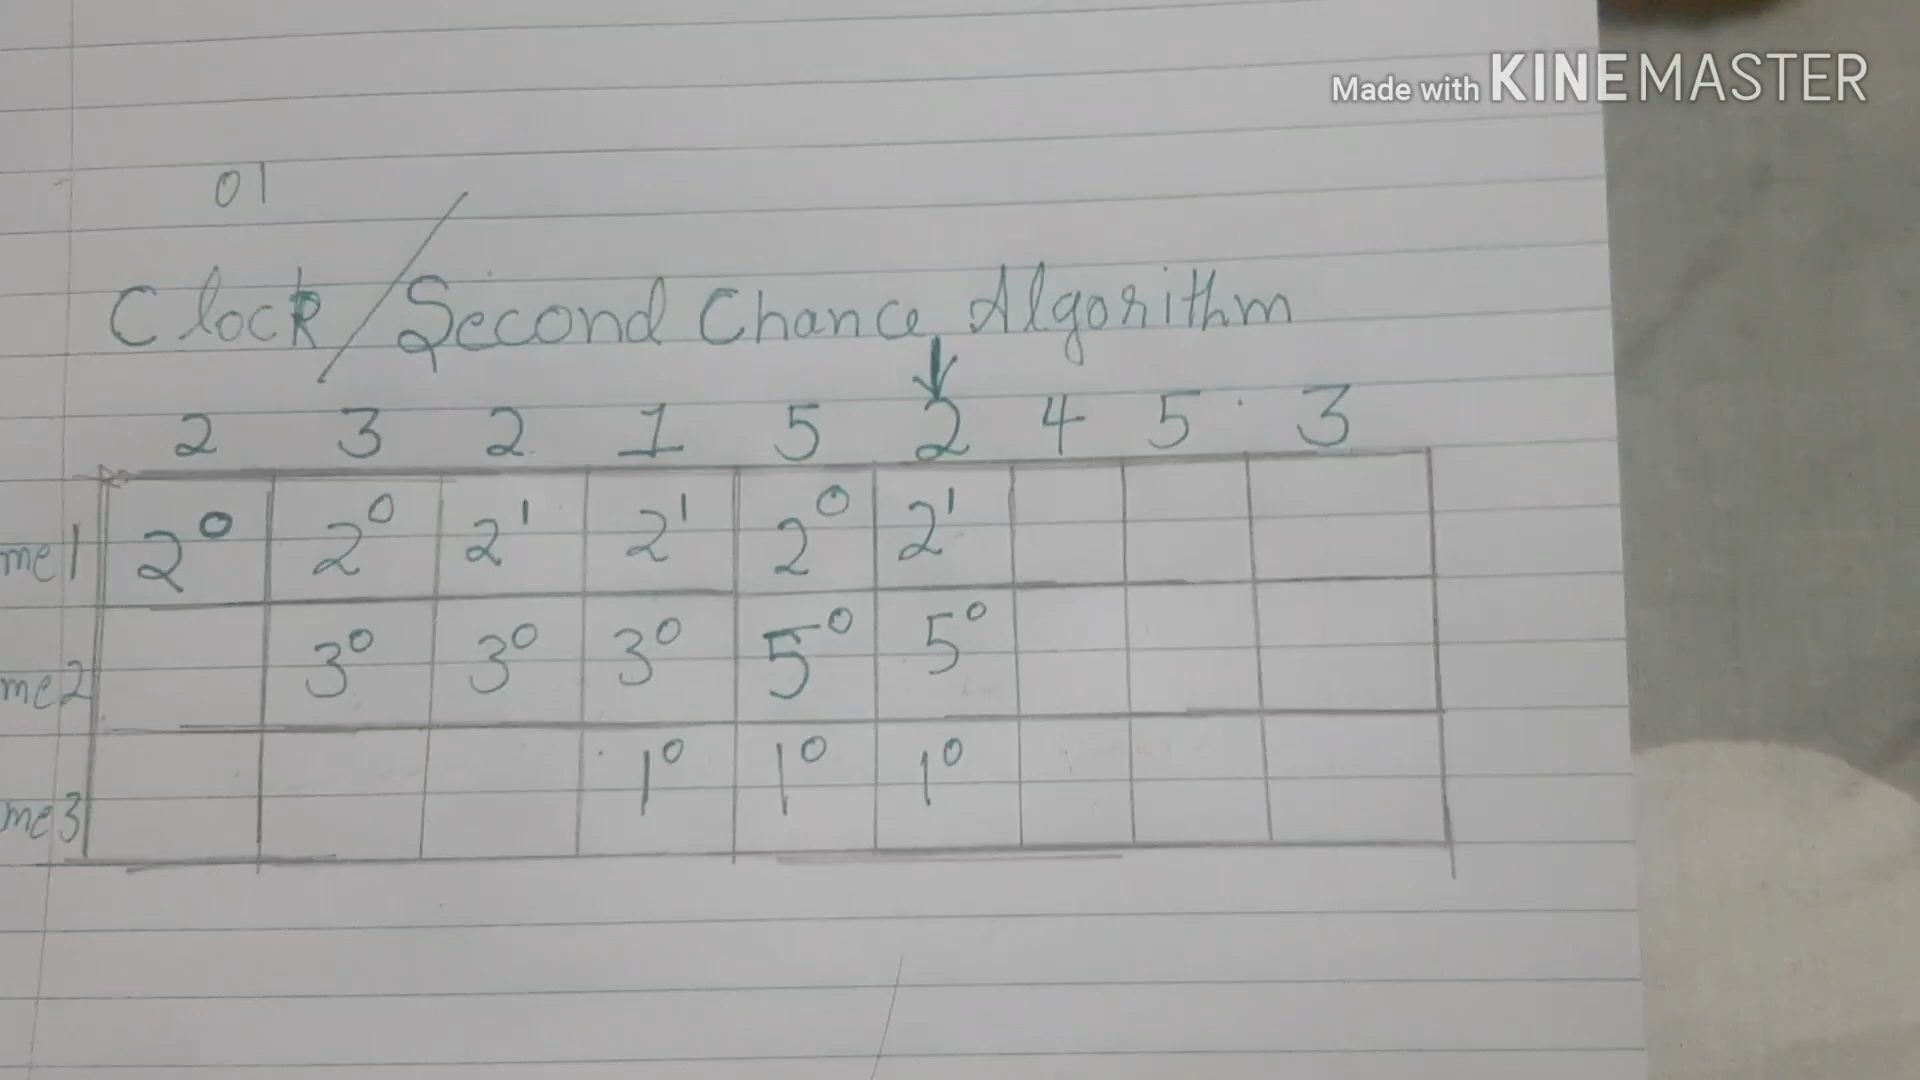 Made with KINEMASTER
01
Clock/Second Chance Algorithm
2 3 2 1 5 2 4 5 3
me1 2⁰ 2⁰ 2¹ 2¹ 2⁰ 2¹
me2 3⁰ 3⁰ 3⁰ 5⁰ 5⁰
me3 1⁰ 1⁰ 1⁰